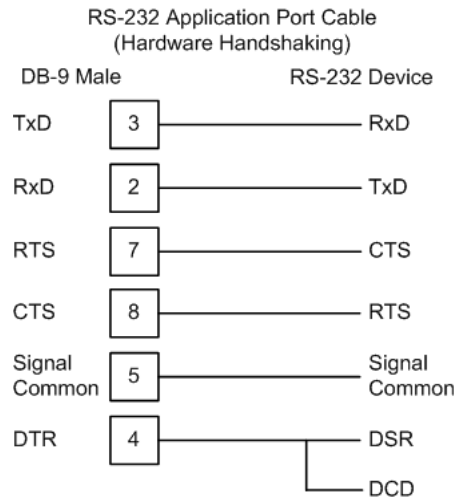 RS-232 Application Port Cable
(Hardware Handshaking)
DB-9 Male RS-232 Device
TxD 3 RxD
RxD 2 TxD
RTS 7 CTS
CTS 8 RTS
Signal Common 5 Signal Common
DTR 4 DSR
DCD